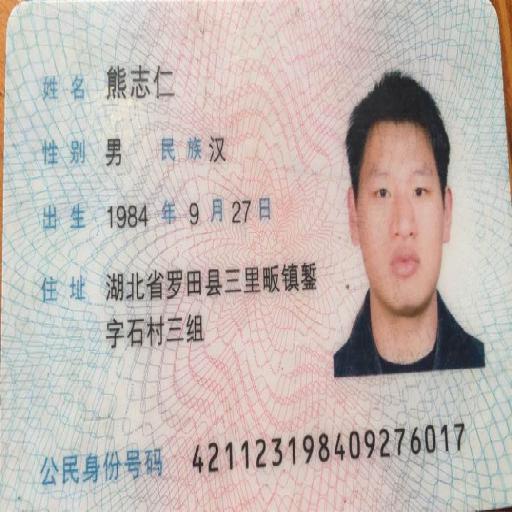 姓名 熊志仁
性别 男 民族 汉
出生 1984 年 9 月 27 日
住址 湖北省罗田县三里畈镇錾
字石村三组
公民身份号码 421123198409276017